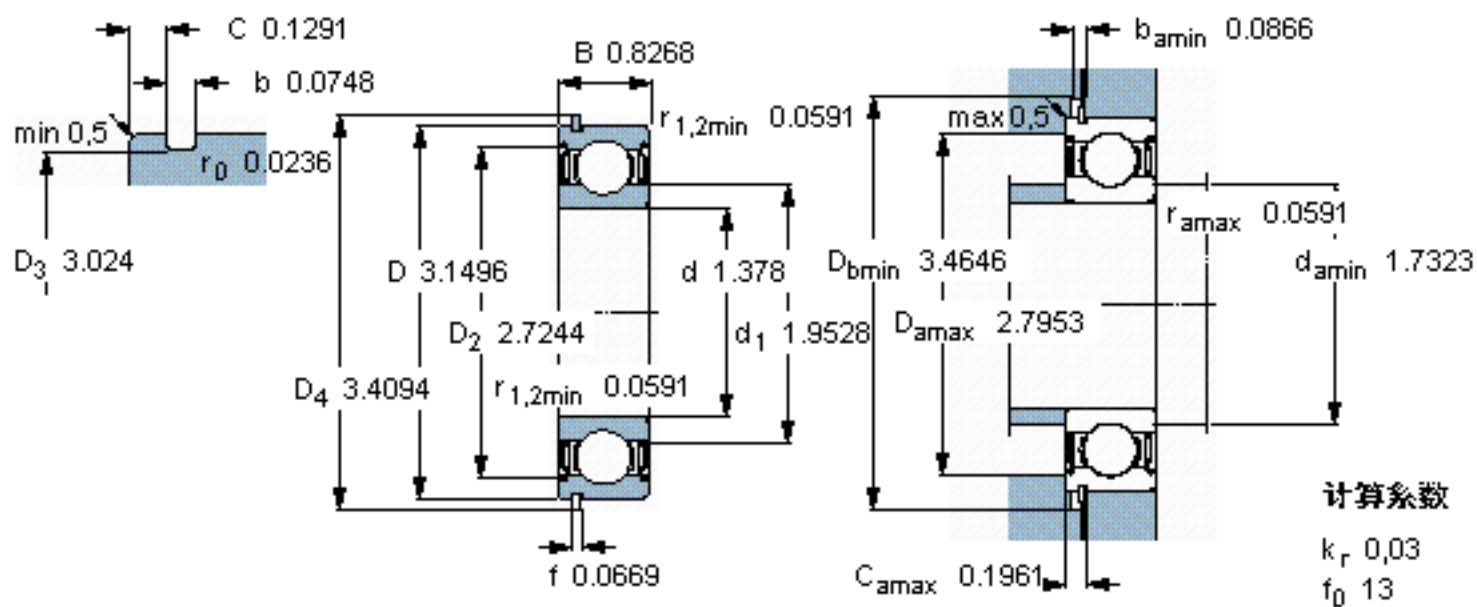 C 0.1291
b 0.0748
min 0,5
r0 0.0236
D3 3.024
B 0.8268
r1,2min 0.0591
D 3.1496
d 1.378
D2 2.7244
d1 1.9528
D4 3.4094
r1,2min 0.0591
f 0.0669
bamin 0.0866
max 0,5
ramax 0.0591
Dbmin 3.4646
damin 1.7323
Damax 2.7953
Camax 0.1961
计算系数
kr 0,03
f0 13